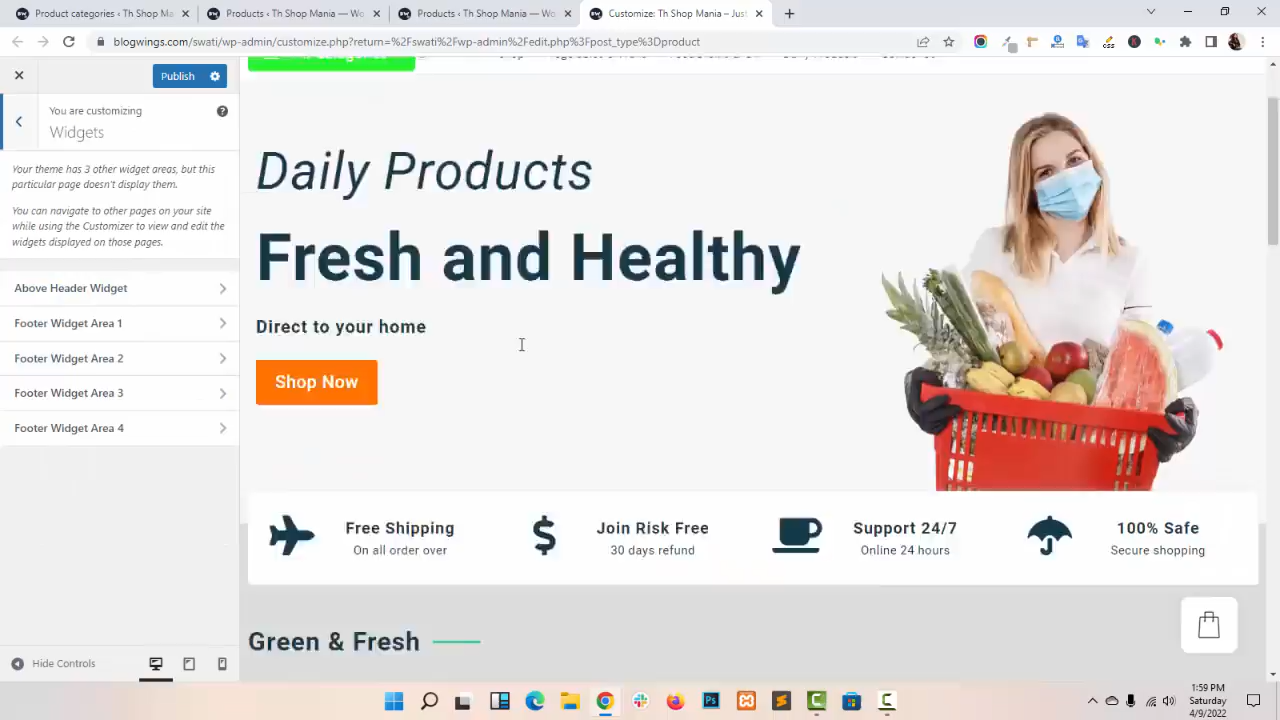 Product categories ‹ Th Shop Ma
Products ‹ Th Shop Mania — Wo
Products ‹ Th Shop Mania — Wo
Customize: Th Shop Mania – Just
blogwings.com/swati/wp-admin/customize.php?return=%2Fswati%2Fwp-admin%2Fedit.php%3Fpost_type%3Dproduct
Publish
You are customizing
Widgets
Your theme has 3 other widget areas, but this
particular page doesn't display them.
You can navigate to other pages on your site
while using the Customizer to view and edit the
widgets displayed on those pages.
Above Header Widget
Footer Widget Area 1
Footer Widget Area 2
Footer Widget Area 3
Footer Widget Area 4
Hide Controls
Daily Products
Fresh and Healthy
Direct to your home
Shop Now
Free Shipping
On all order over
Join Risk Free
30 days refund
Support 24/7
Online 24 hours
100% Safe
Secure shopping
Green & Fresh
1:59 PM
Saturday
4/9/2022